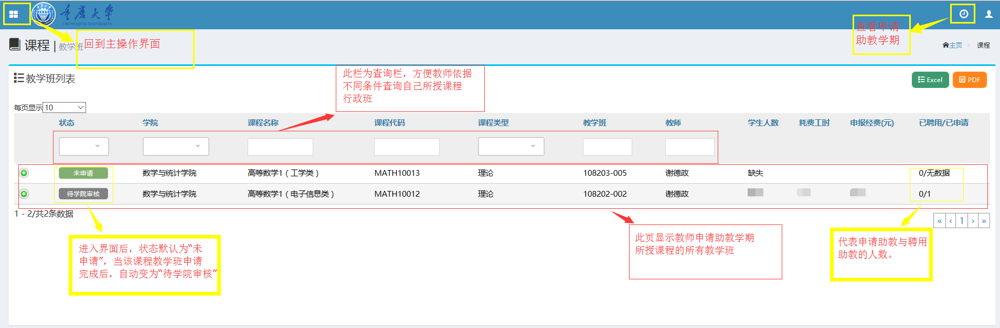 重庆大学
CHONGQING UNIVERSITY
查看申请
助教学期
课程 | 教学班
回到主操作界面
主页 > 课程
教学班列表
此栏为查询栏，方便教师依据
不同条件查询自己所授课程
行政班
Excel
PDF
每页显示 10
状态 学院 课程名称 课程代码 课程类型 教学班 教师 学生人数 耗费工时 申报经费(元) 已聘用/已申请
未申请 数学与统计学院 高等数学1（工学类） MATH10013 理论 108203-005 谢德政 缺失 0/无数据
待学院审核 数学与统计学院 高等数学1（电子信息类） MATH10012 理论 108202-002 谢德政 0/1
1 - 2/共2条数据
« ‹ 1 › »
进入界面后，状态默认为“未
申请”，当该课程教学班申请
完成后，自动变为“待学院审核”
此页显示教师申请助教学期
所授课程的所有教学班
代表申请助教与聘用
助教的人数。